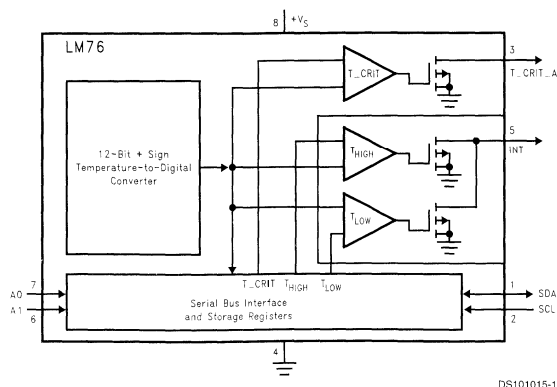 8 +VS
LM76
3
T_CRIT
T_CRIT_A
5
12-Bit + Sign
Temperature-to-Digital
Converter
THIGH
INT
TLOW
T_CRIT THIGH TLOW
7
A0
1
SDA
Serial Bus Interface
and Storage Registers
A1
6
SCL
2
4
DS101015-1